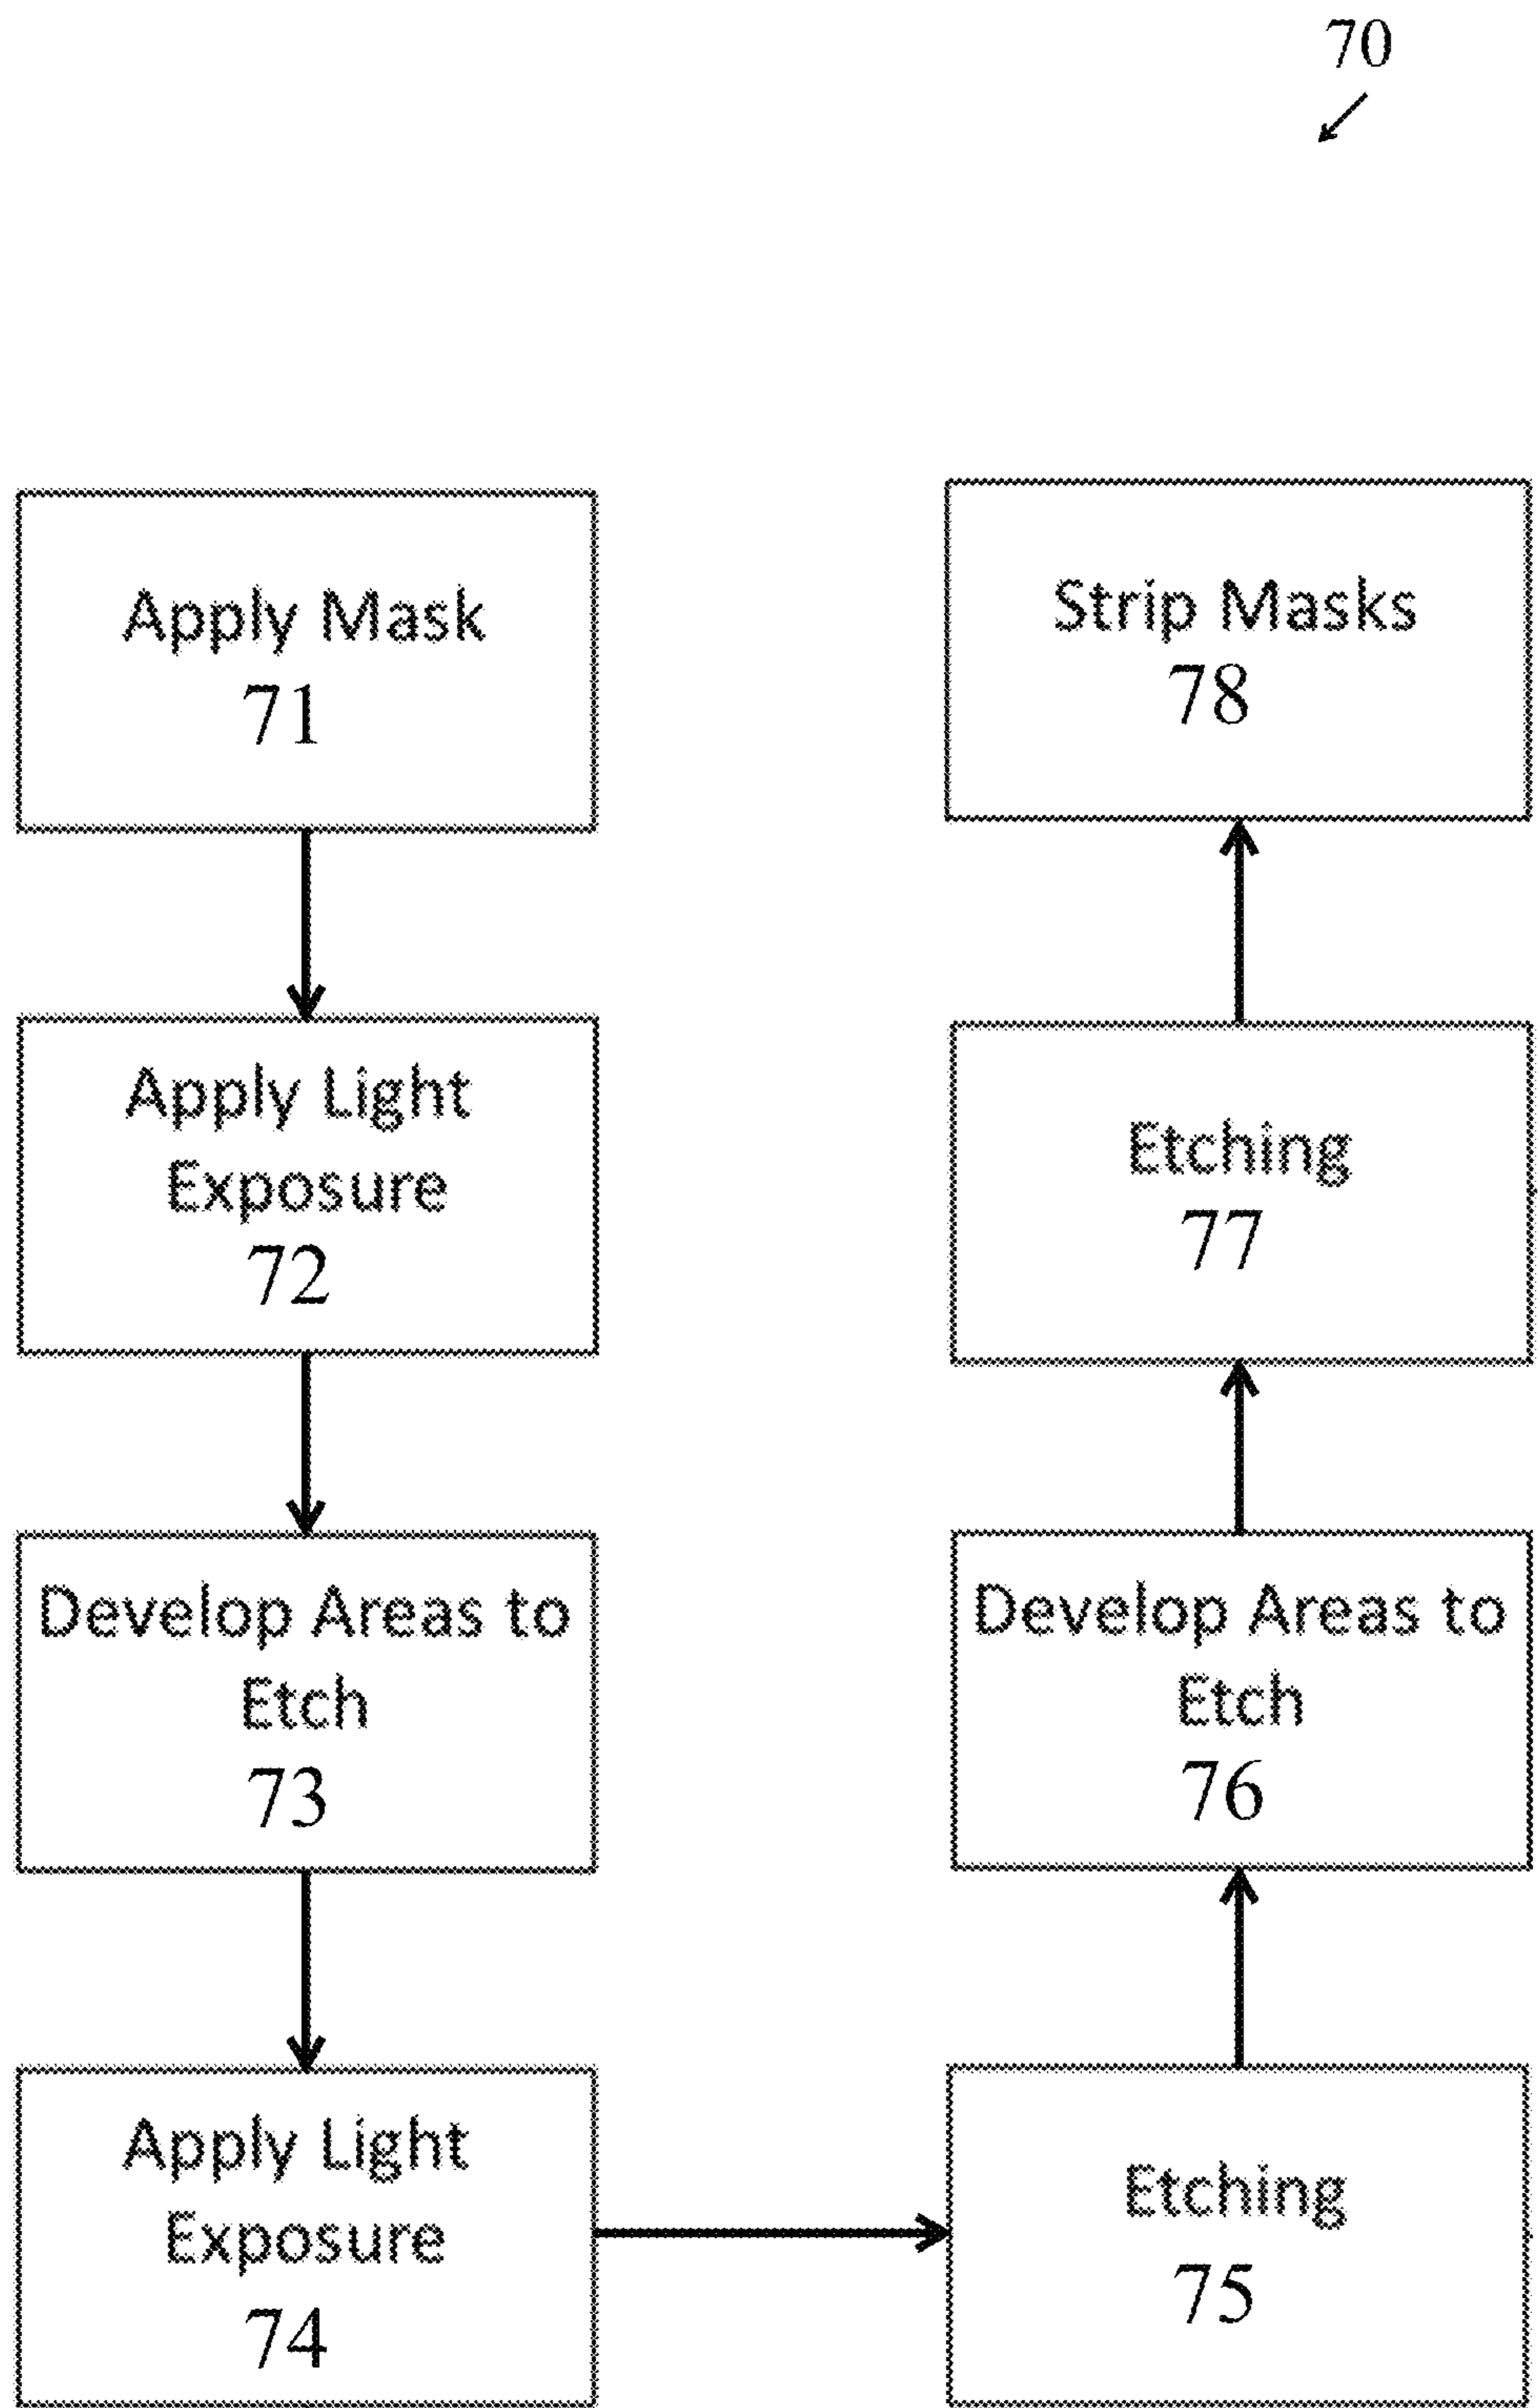 70
Apply Mask
71
Apply Light
Exposure
72
Develop Areas to
Etch
73
Apply Light
Exposure
74
Etching
75
Develop Areas to
Etch
76
Etching
77
Strip Masks
78